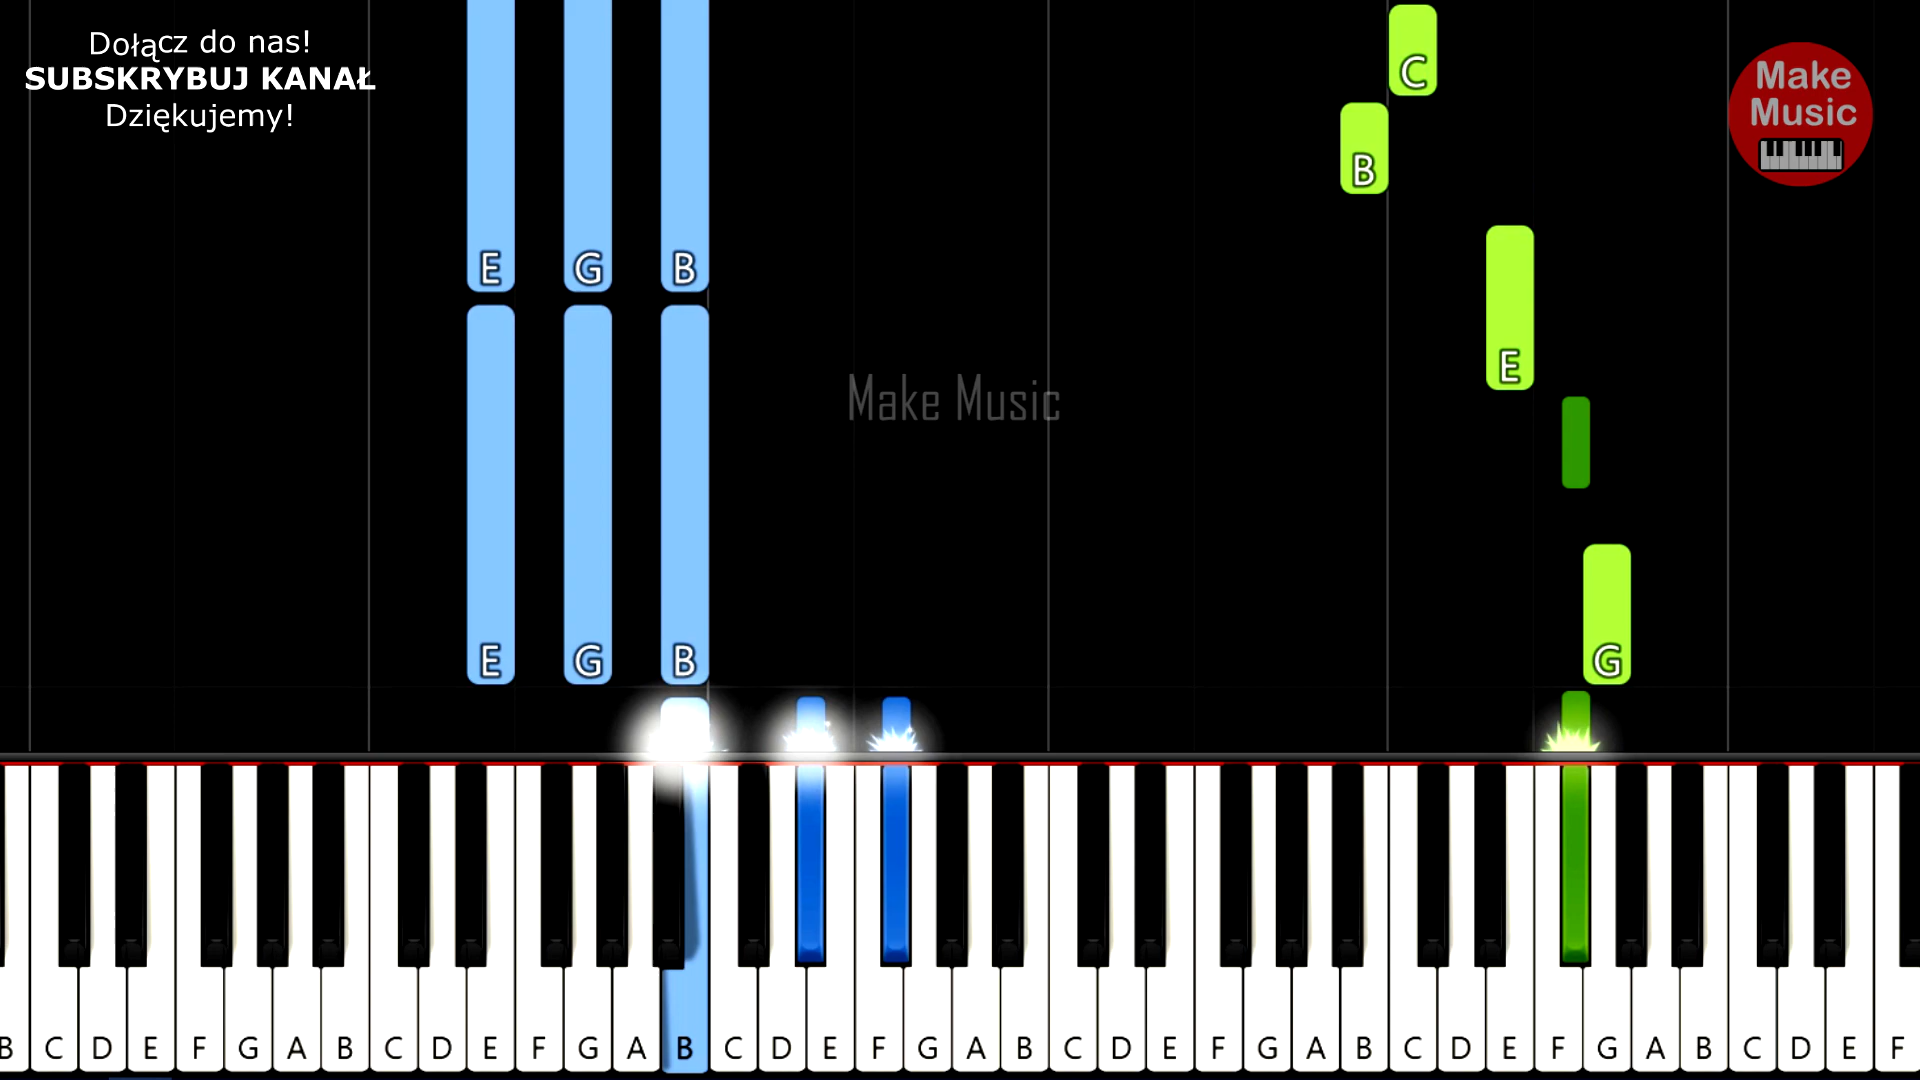 Dołącz do nas!
SUBSKRYBUJ KANAŁ
Dziękujemy!
Make
Music
C
B
E G B
E
Make Music
E G B
G
B C D E F G A B C D E F G A B C D E F G A B C D E F G A B C D E F G A B C D E F